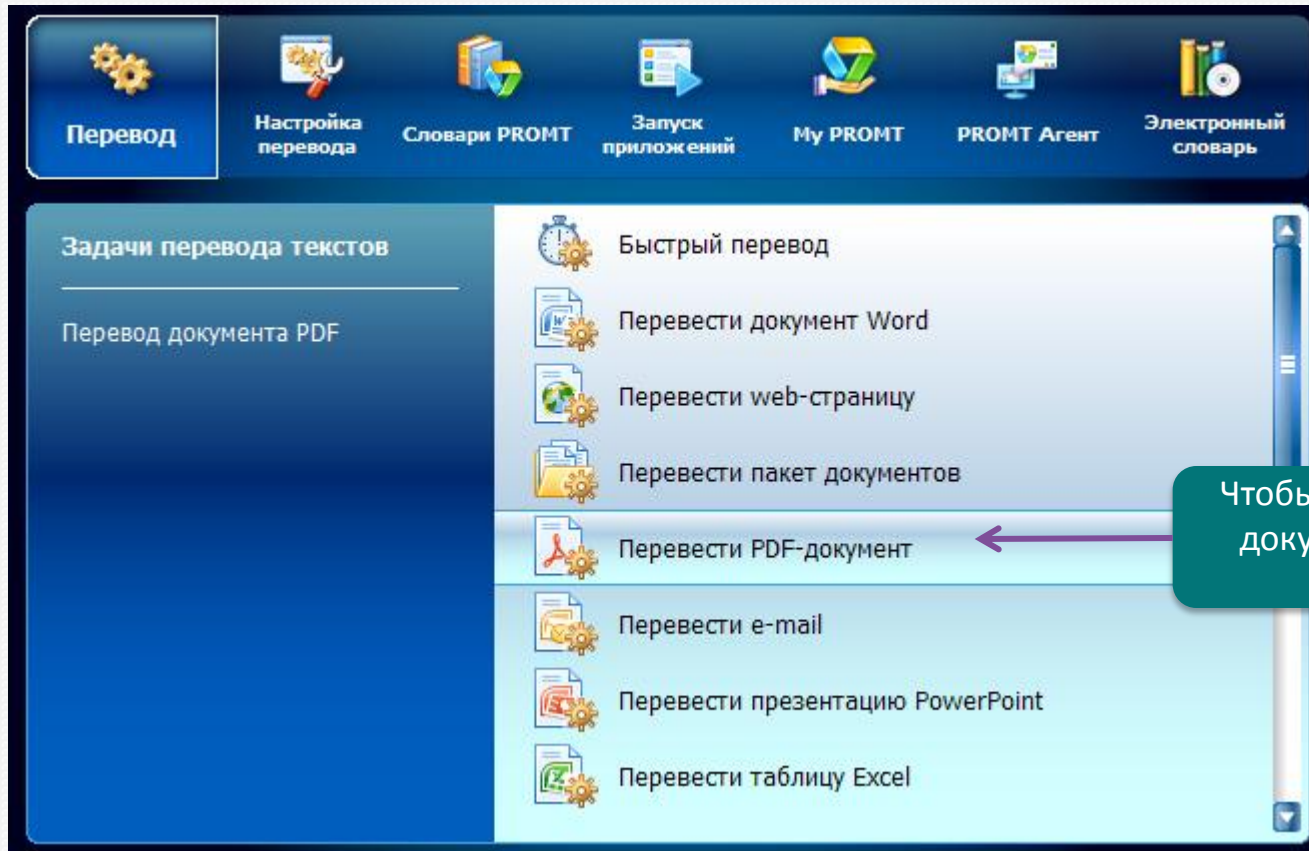 Перевод
Настройка
перевода
Словари PROMT
Запуск
приложений
My PROMT
PROMT Агент
Электронный
словарь
Задачи перевода текстов
Перевод документа PDF
Быстрый перевод
Перевести документ Word
Перевести web-страницу
Перевести пакет документов
Перевести PDF-документ
Перевести e-mail
Перевести презентацию PowerPoint
Перевести таблицу Excel
Чтобы